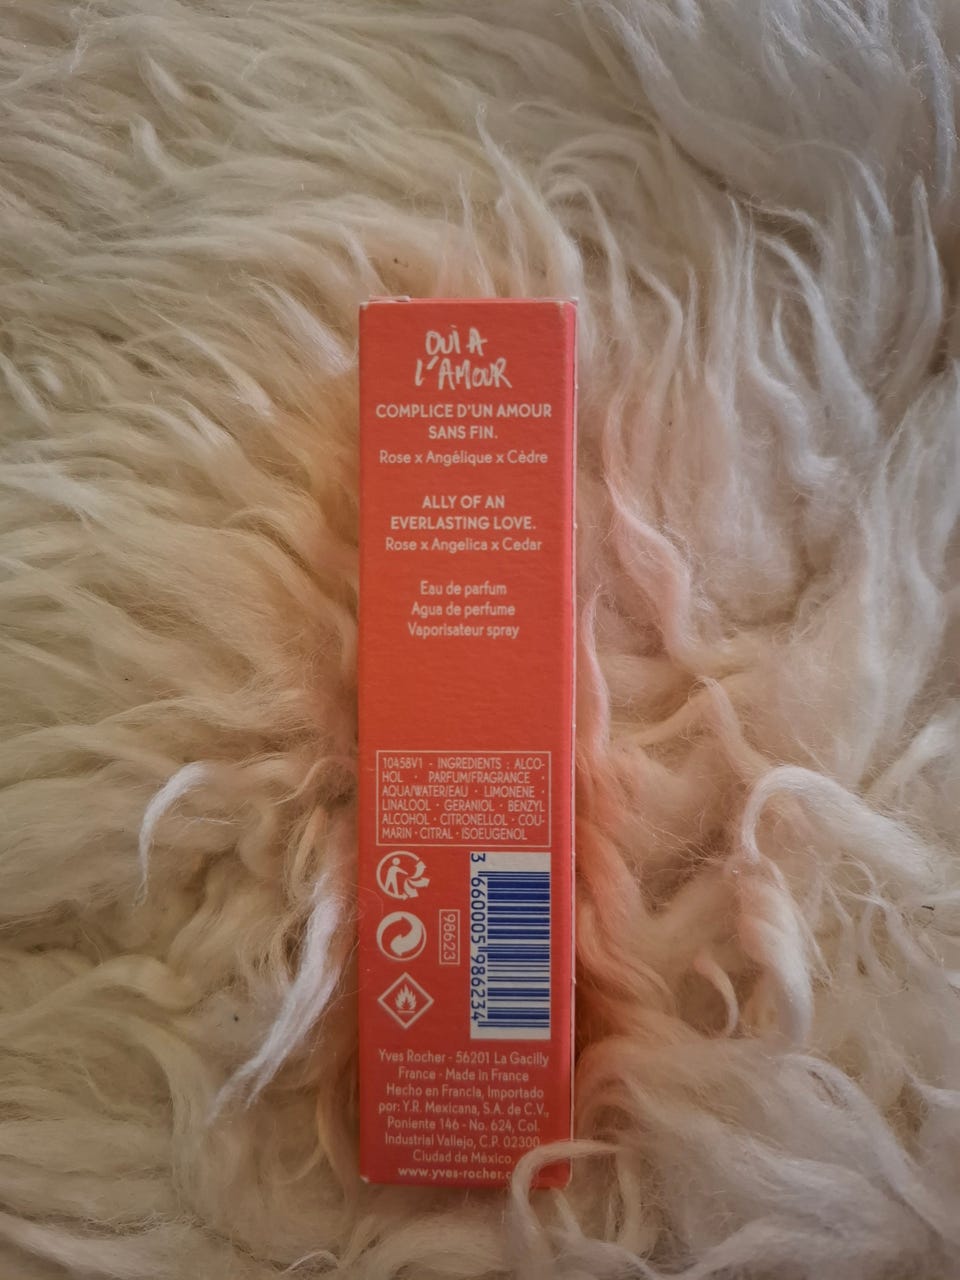 OUİ A
L'AMOUR
COMPLICE D'UN AMOUR
SANS FIN.
Rose x Angélique x Cèdre
ALLY OF AN
EVERLASTING LOVE.
Rose x Angelica x Cedar
Eau de parfum
Agua de perfume
Vaporisateur spray
10458V1 - INGREDIENTS : ALCO-
HOL · PARFUM/FRAGRANCE ·
AQUA/WATER/EAU · LIMONENE ·
LINALOOL · GERANIOL · BENZYL
ALCOHOL · CITRONELLOL · COU-
MARIN · CITRAL · ISOEUGENOL
98623
3 660005 986234
Yves Rocher - 56201 La Gacilly
France - Made in France
Hecho en Francia, Importado
por: Y.R. Mexicana, S.A. de C.V.,
Poniente 146 - No. 624, Col.
Industrial Vallejo, C.P. 02300,
Ciudad de México.